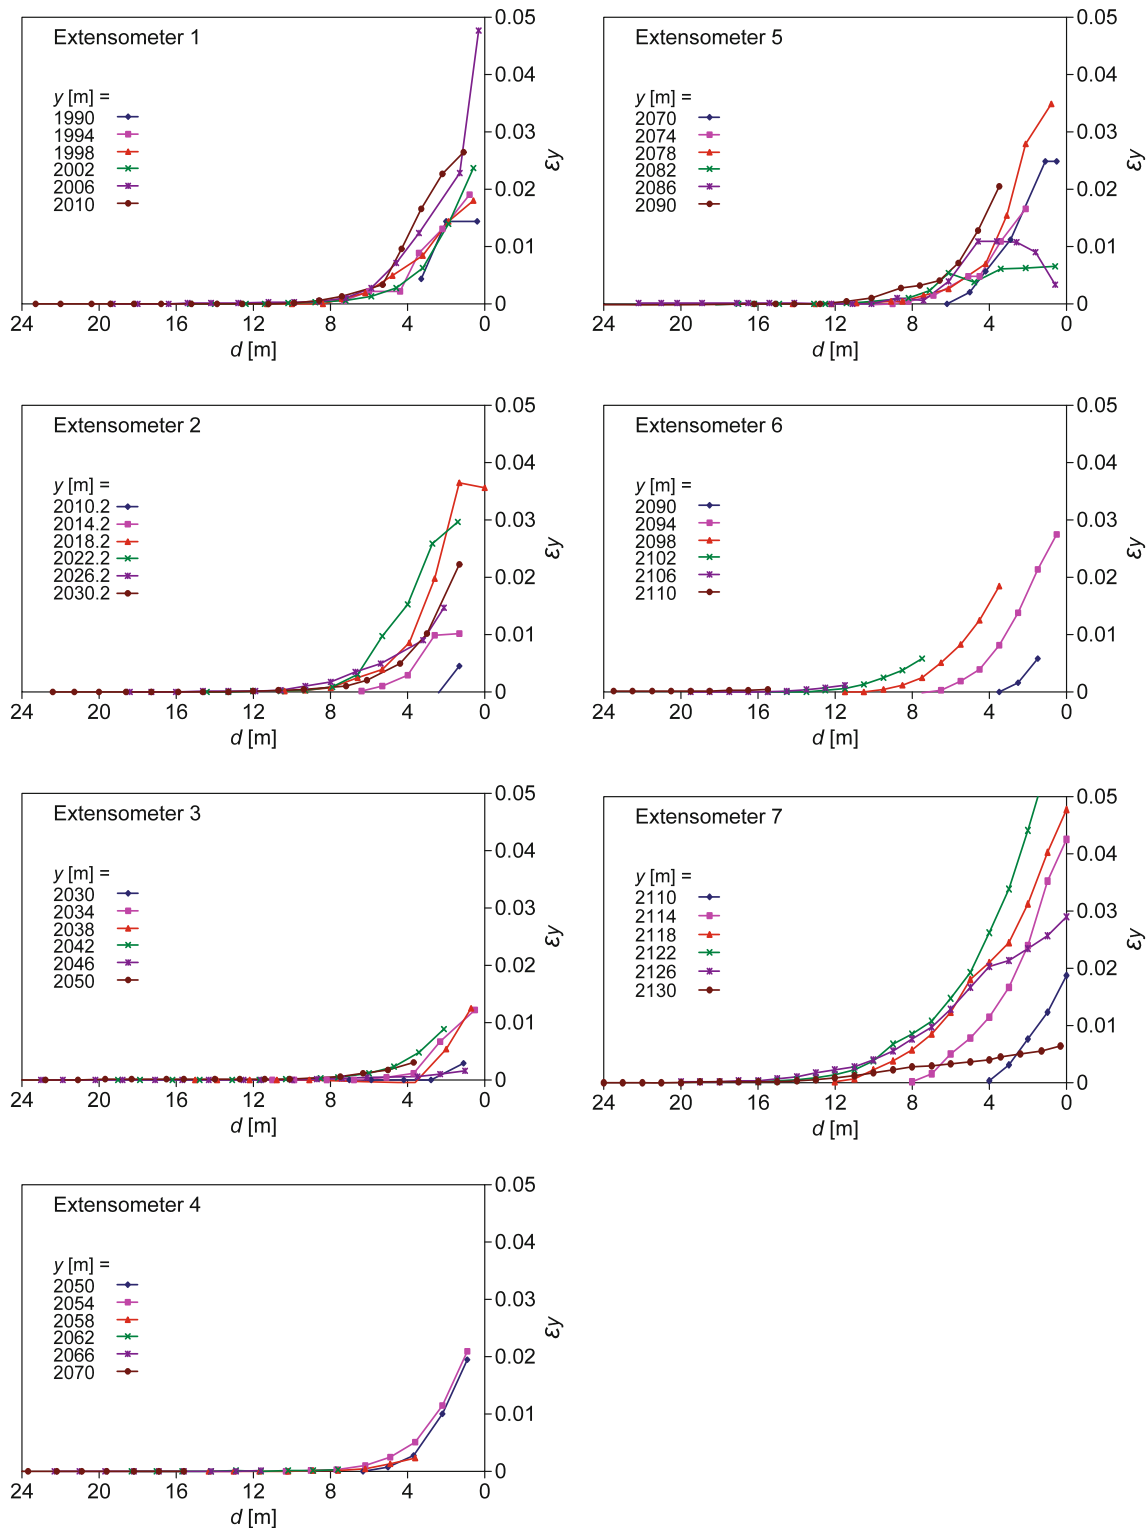 Extensometer 1
y [m] =
1990
1994
1998
2002
2006
2010
0.05
0.04
0.03
0.02
0.01
0
εy
24 20 16 12 8 4 0
d [m]
Extensometer 5
y [m] =
2070
2074
2078
2082
2086
2090
0.05
0.04
0.03
0.02
0.01
0
εy
24 20 16 12 8 4 0
d [m]
Extensometer 2
y [m] =
2010.2
2014.2
2018.2
2022.2
2026.2
2030.2
0.05
0.04
0.03
0.02
0.01
0
εy
24 20 16 12 8 4 0
d [m]
Extensometer 6
y [m] =
2090
2094
2098
2102
2106
2110
0.05
0.04
0.03
0.02
0.01
0
εy
24 20 16 12 8 4 0
d [m]
Extensometer 3
y [m] =
2030
2034
2038
2042
2046
2050
0.05
0.04
0.03
0.02
0.01
0
εy
24 20 16 12 8 4 0
d [m]
Extensometer 7
y [m] =
2110
2114
2118
2122
2126
2130
0.05
0.04
0.03
0.02
0.01
0
εy
24 20 16 12 8 4 0
d [m]
Extensometer 4
y [m] =
2050
2054
2058
2062
2066
2070
0.05
0.04
0.03
0.02
0.01
0
εy
24 20 16 12 8 4 0
d [m]